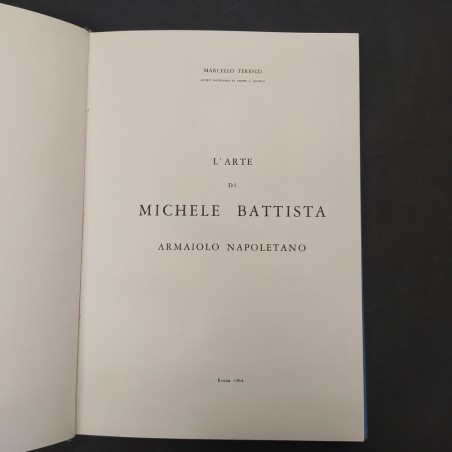 MARCELLO TERENZI
L'ARTE
DI
MICHELE BATTISTA
ARMAIOLO NAPOLETANO
Roma 1964